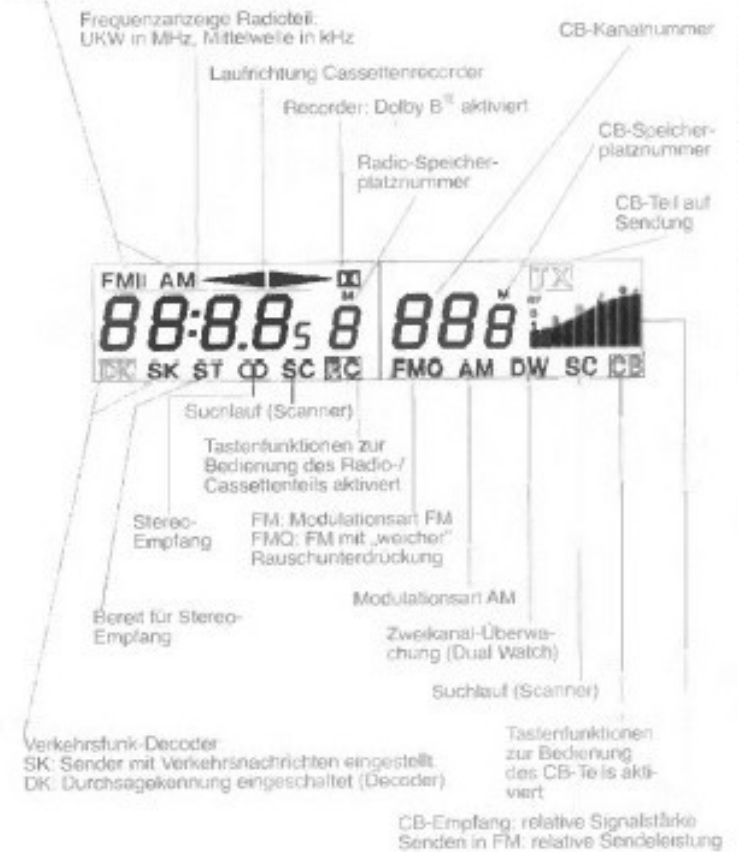 Frequenzanzeige Radioteil:
UKW in MHz, Mittelwelle in kHz
CB-Kanalnummer
Laufrichtung Cassettenrecorder
Recorder: Dolby B® aktiviert
CB-Speicher-
platznummer
Radio-Speicher-
platznummer
CB-Teil auf
Sendung
FMII AM
M
M
TX
88:8.8s 8
888
DK SK ST SC RC
FMQ AM DW SC CB
Suchlauf (Scanner)
Tastenfunktionen zur
Bedienung des Radio-/
Cassettenteils aktiviert
Stereo-
Empfang
FM: Modulationsart FM
FMQ: FM mit „weicher"
Rauschunterdrückung
Modulationsart AM
Bereit für Stereo-
Empfang
Zweikanal-Überwa-
chung (Dual Watch)
Suchlauf (Scanner)
Verkehrsfunk-Decoder
SK: Sender mit Verkehrsnachrichten eingestellt
DK: Durchsagekennung eingeschaltet (Decoder)
Tastenfunktionen
zur Bedienung
des CB-Teils akti-
viert
CB-Empfang: relative Signalstärke
Senden in FM: relative Sendeleistung